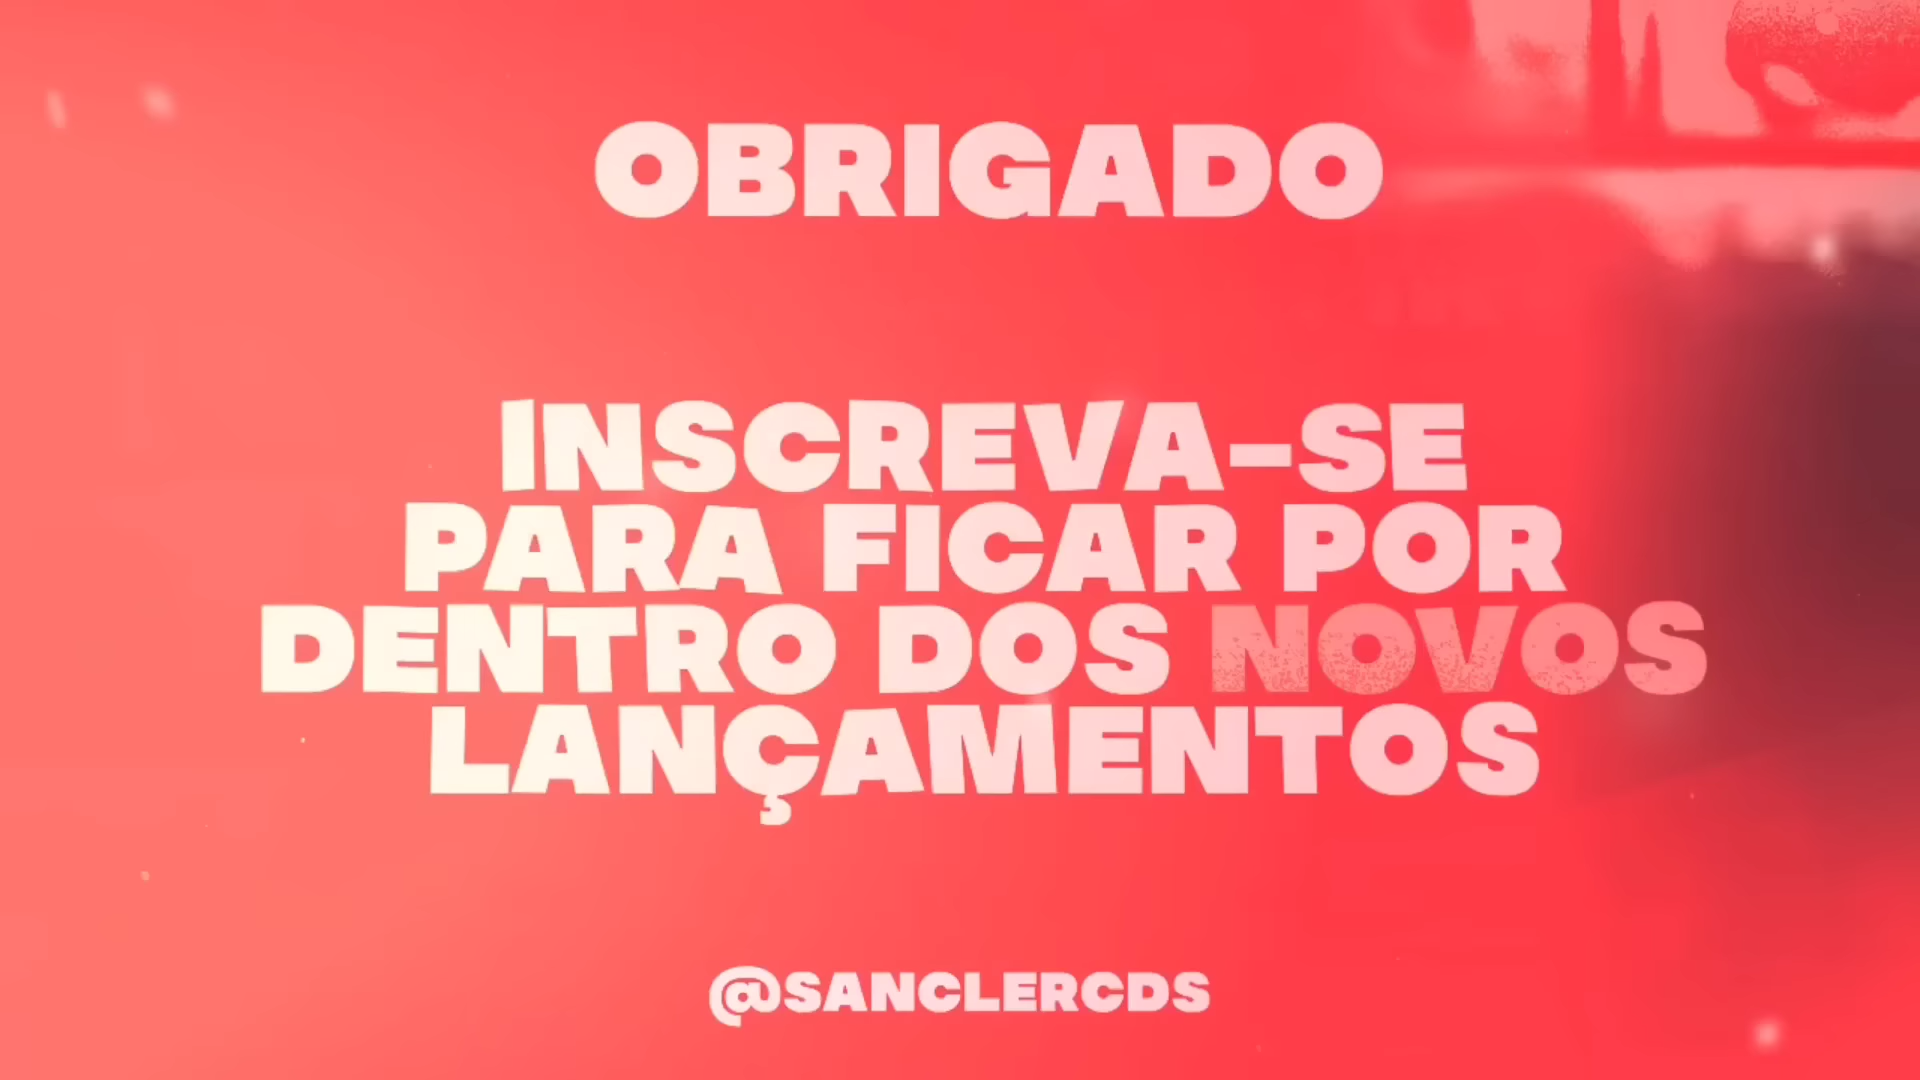 OBRIGADO
INSCREVA-SE
PARA FICAR POR
DENTRO DOS NOVOS
LANÇAMENTOS
@SANCLERCDS